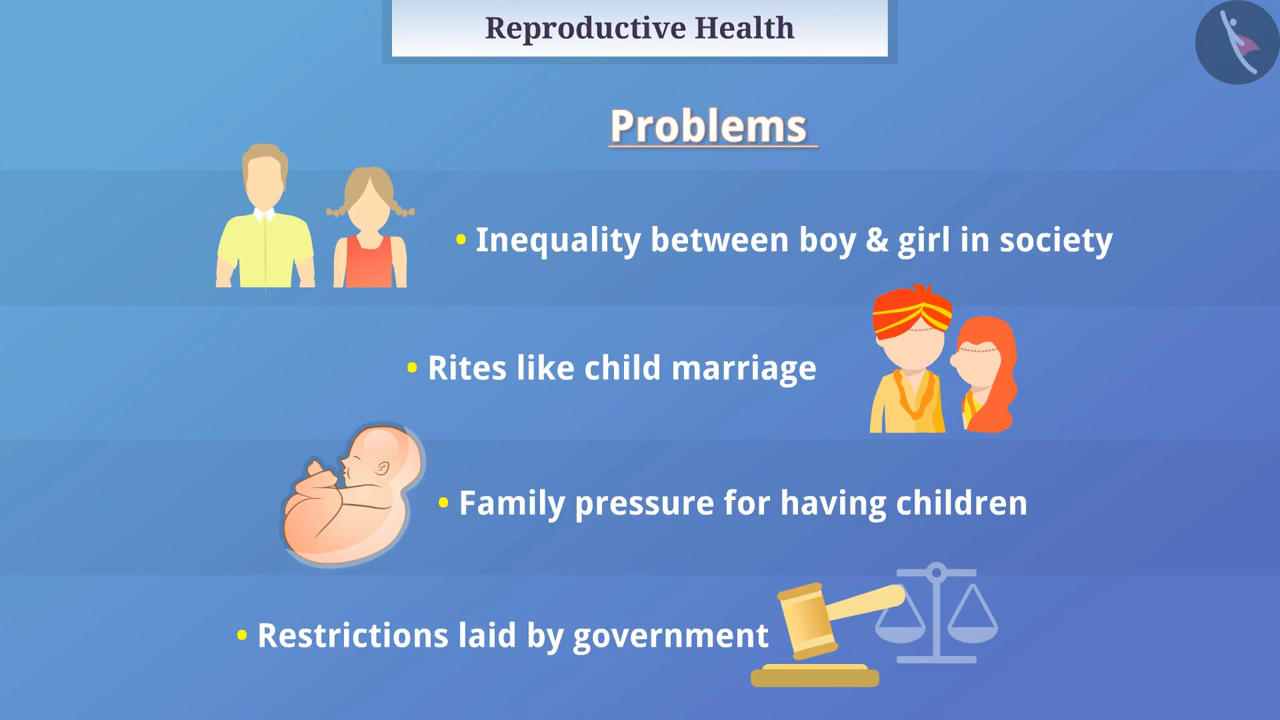 Reproductive Health
Problems
• Inequality between boy & girl in society
• Rites like child marriage
• Family pressure for having children
• Restrictions laid by government